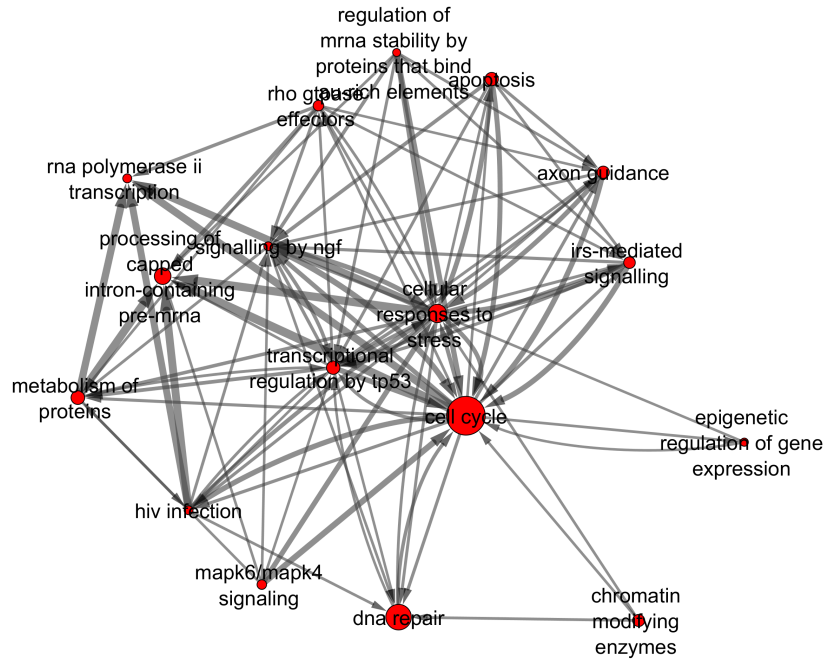 regulation of
mrna stability by
proteins that bind
au-rich elements
apoptosis
rho gtpase
effectors
rna polymerase ii
transcription
axon guidance
processing of
capped
intron-containing
pre-mrna
signalling by ngf
irs-mediated
signalling
cellular
responses to
stress
transcriptional
regulation by tp53
metabolism of
proteins
cell cycle
epigenetic
regulation of gene
expression
hiv infection
mapk6/mapk4
signaling
dna repair
chromatin
modifying
enzymes